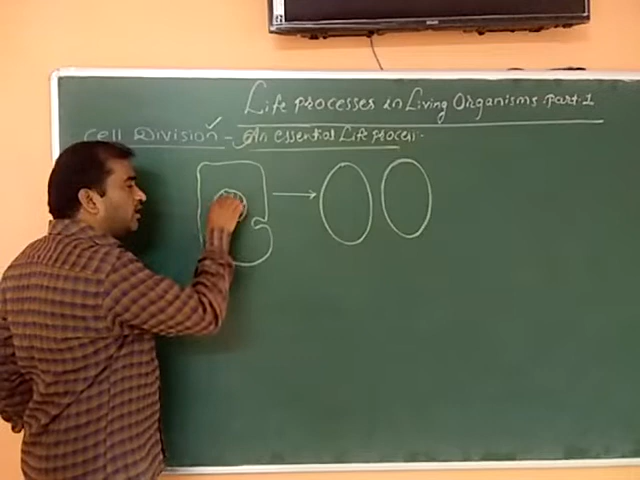 Life Processes in Living Organisms Part-1
Cell Division - An essential Life process.